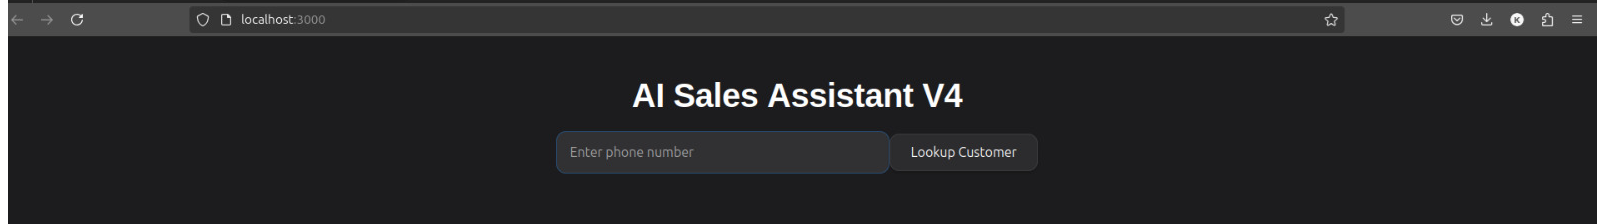 localhost:3000
K
AI Sales Assistant V4
Enter phone number
Lookup Customer